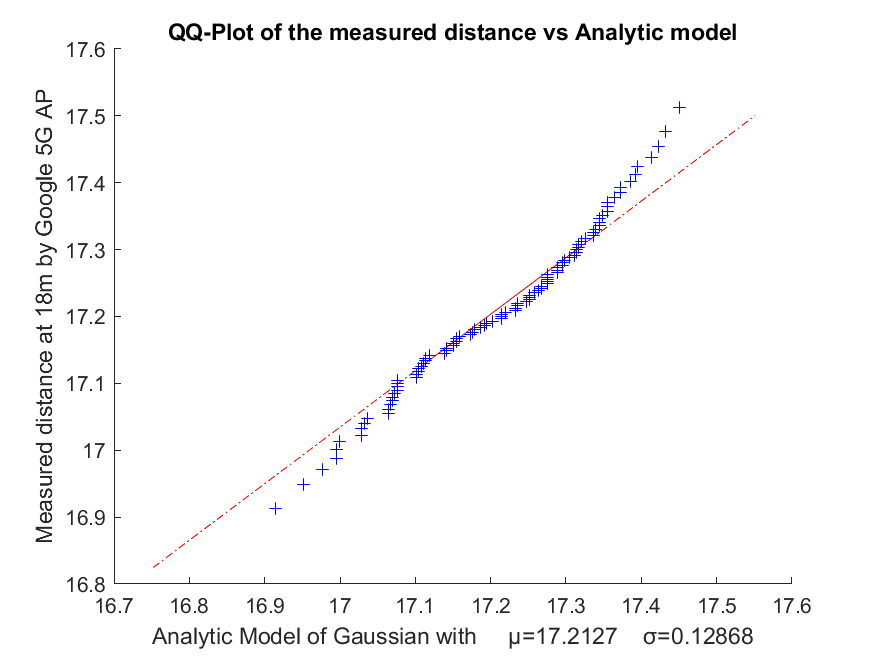 QQ-Plot of the measured distance vs Analytic model
17.6
17.5
17.4
17.3
17.2
17.1
17
16.9
16.8
Measured distance at 18m by Google 5G AP
16.7 16.8 16.9 17 17.1 17.2 17.3 17.4 17.5 17.6
Analytic Model of Gaussian with μ=17.2127 σ=0.12868